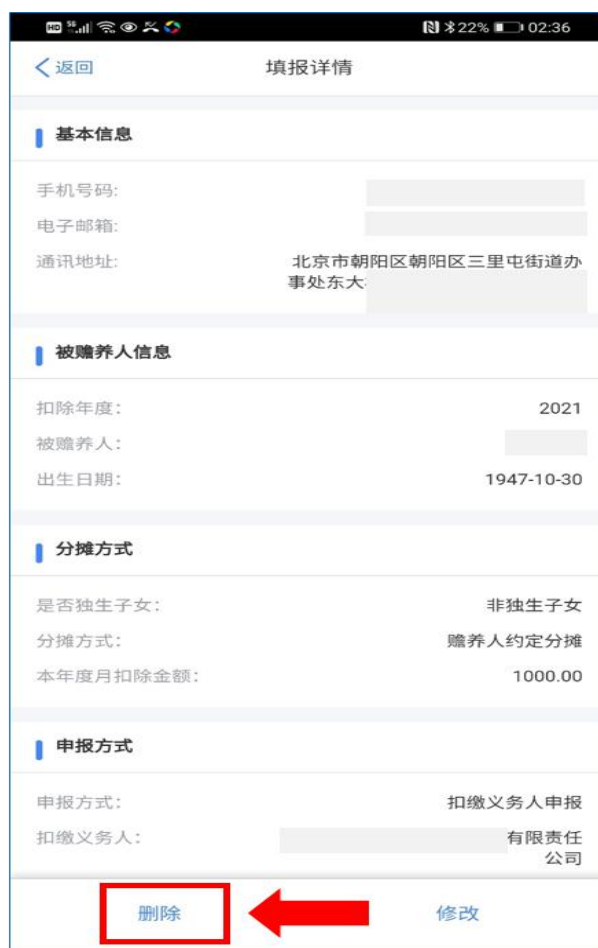 HD 5G 22% 02:36
返回 填报详情
基本信息
手机号码:
电子邮箱:
通讯地址: 北京市朝阳区朝阳区三里屯街道办
事处东大
被赡养人信息
扣除年度: 2021
被赡养人:
出生日期: 1947-10-30
分摊方式
是否独生子女: 非独生子女
分摊方式: 赡养人约定分摊
本年度月扣除金额: 1000.00
申报方式
申报方式: 扣缴义务人申报
扣缴义务人: 有限责任
公司
删除 修改